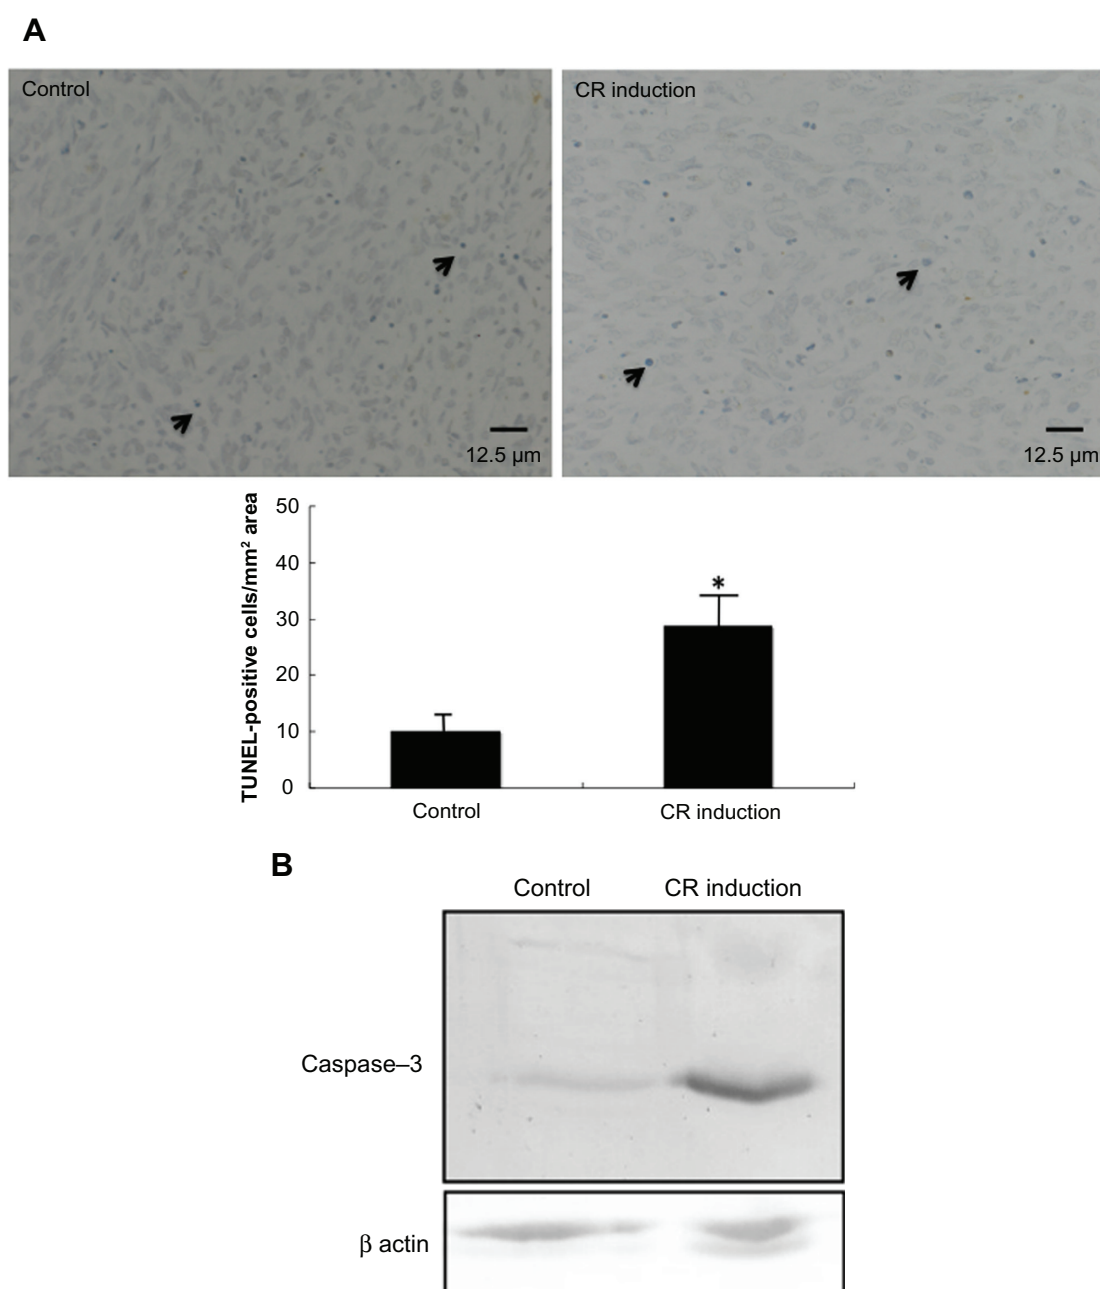 A
Control
CR induction
12.5 µm
12.5 µm
TUNEL-positive cells/mm² area
50
40
30
20
10
0
*
Control
CR induction
B
Control
CR induction
Caspase–3
β actin